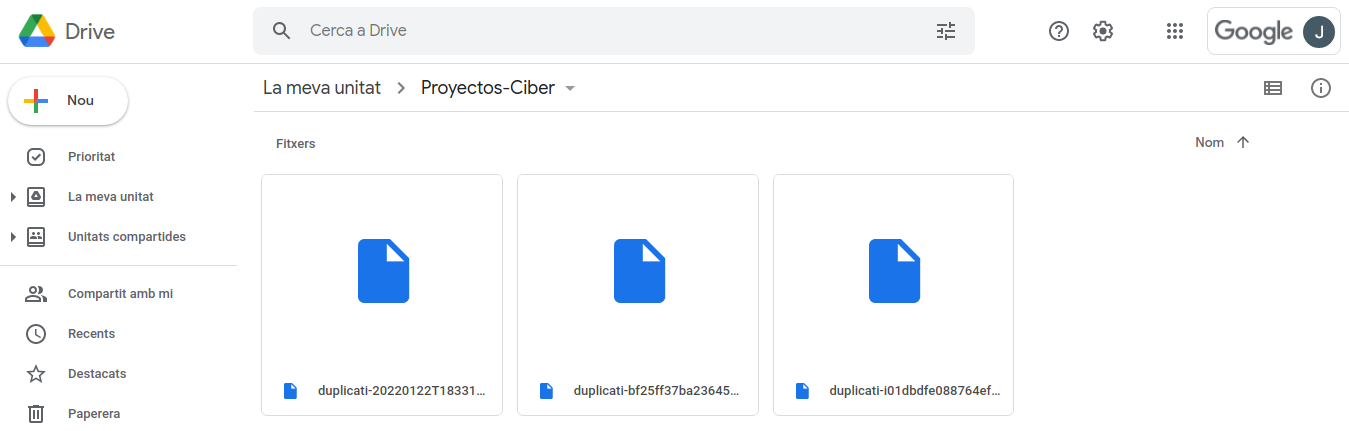 Drive
Cerca a Drive
Google
J
Nou
La meva unitat
Proyectos-Ciber
Prioritat
La meva unitat
Unitats compartides
Compartit amb mi
Recents
Destacats
Paperera
Fitxers
Nom
duplicati-20220122T18331...
duplicati-bf25ff37ba23645...
duplicati-i01dbdfe088764ef...